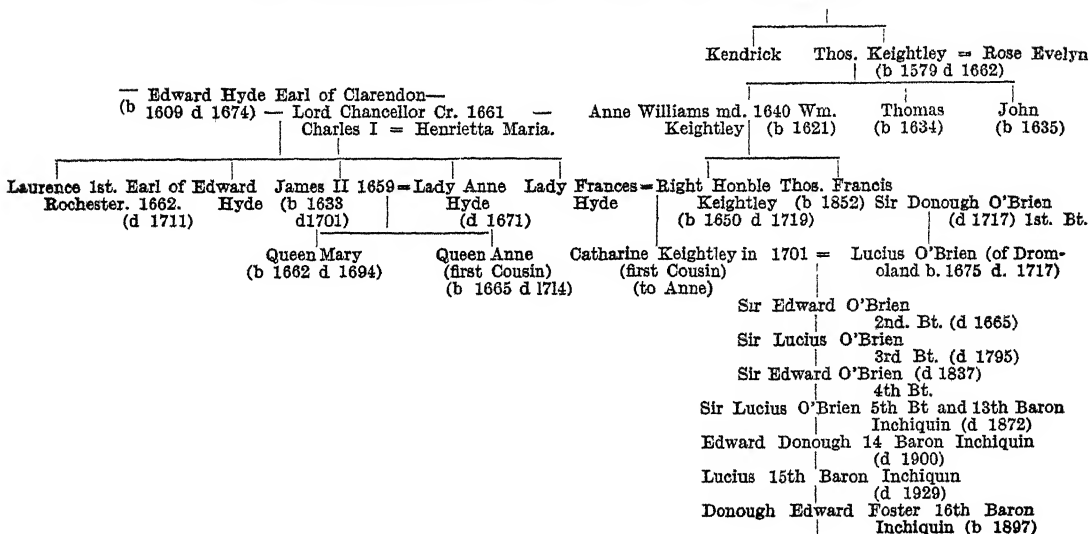 Kendrick Thos. Keightley = Rose Evelyn
(b 1579 d 1662)
— Edward Hyde Earl of Clarendon—
(b 1609 d 1674) — Lord Chancellor Cr. 1661 —
Charles I = Henrietta Maria.
Anne Williams md. 1640 Wm. Thomas John
Keightley (b 1621) (b 1634) (b 1635)
Laurence 1st. Earl of Edward James II 1659 = Lady Anne Lady Frances = Right Honble Thos. Francis
Rochester. 1662. Hyde (b 1633 Hyde Hyde Keightley (b 1852) Sir Donough O'Brien
(d 1711) d1701) (d 1671) (b 1650 d 1719) (d 1717) 1st. Bt.
Queen Mary Queen Anne Catharine Keightley in 1701 = Lucius O'Brien (of Drom-
(b 1662 d 1694) (first Cousin) (first Cousin) oland b. 1675 d. 1717)
(b 1665 d 1714) (to Anne)
Sir Edward O'Brien
2nd. Bt. (d 1665)
Sir Lucius O'Brien
3rd Bt. (d 1795)
Sir Edward O'Brien (d 1837)
4th Bt.
Sir Lucius O'Brien 5th Bt and 13th Baron
Inchiquin (d 1872)
Edward Donough 14 Baron Inchiquin
(d 1900)
Lucius 15th Baron Inchiquin
(d 1929)
Donough Edward Foster 16th Baron
Inchiquin (b 1897)